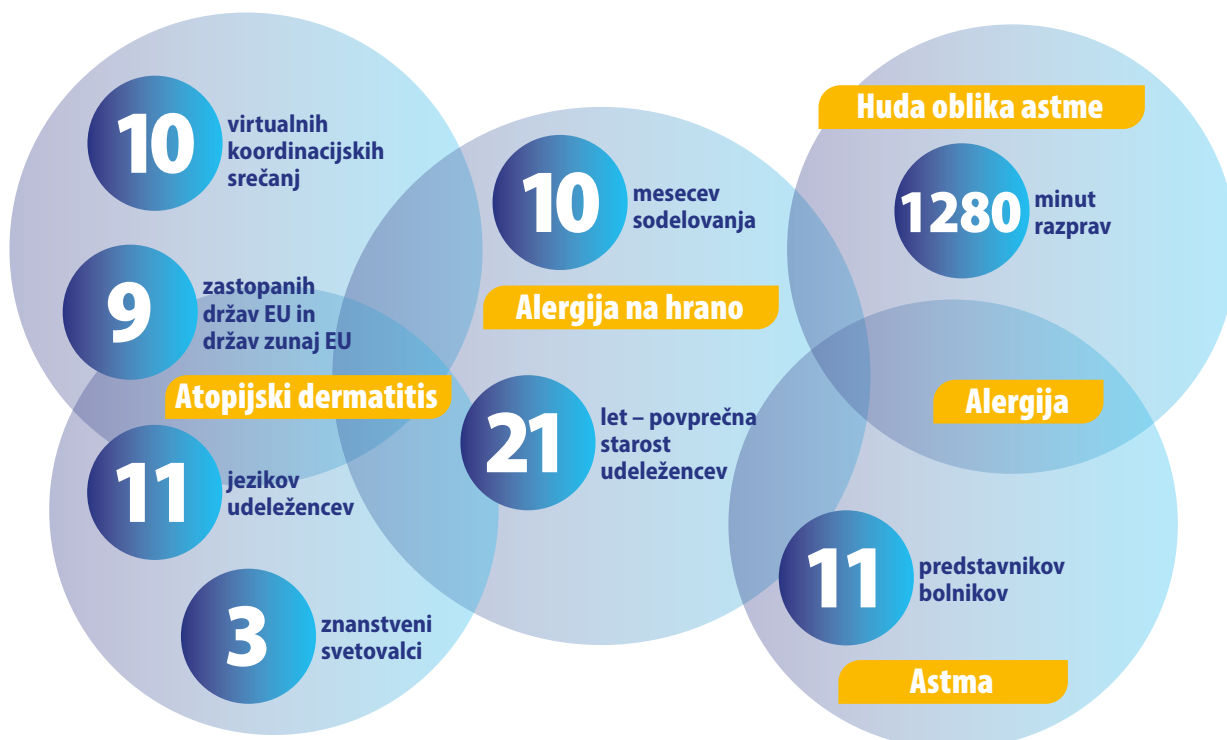 10
virtualnih
koordinacijskih
srečanj
9
zastopanih
držav EU in
držav zunaj EU
Atopijski dermatitis
11
jezikov
udeležencev
3
znanstveni
svetovalci
10
mesecev
sodelovanja
Alergija na hrano
21
let – povprečna
starost
udeležencev
Huda oblika astme
1280
minut
razprav
Alergija
11
predstavnikov
bolnikov
Astma